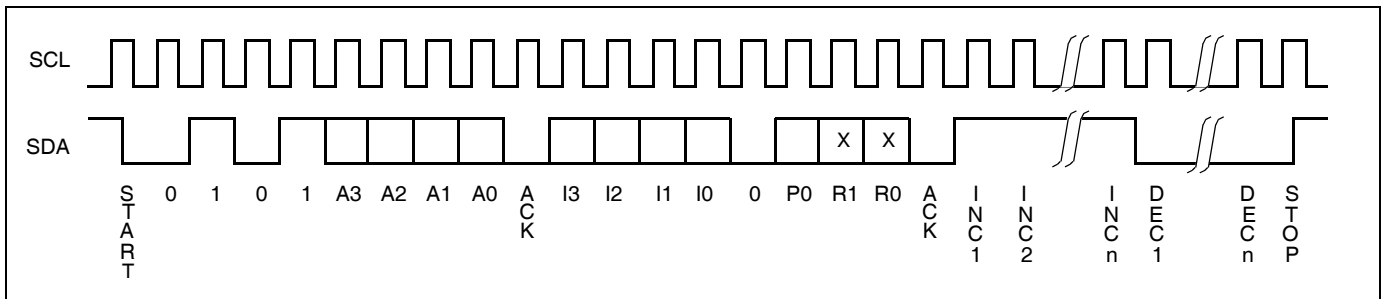 SCL
SDA
X X
START 0 1 0 1 A3 A2 A1 A0 ACK I3 I2 I1 I0 0 P0 R1 R0 ACK INC1 INC2 INCn DEC1 DECn STOP